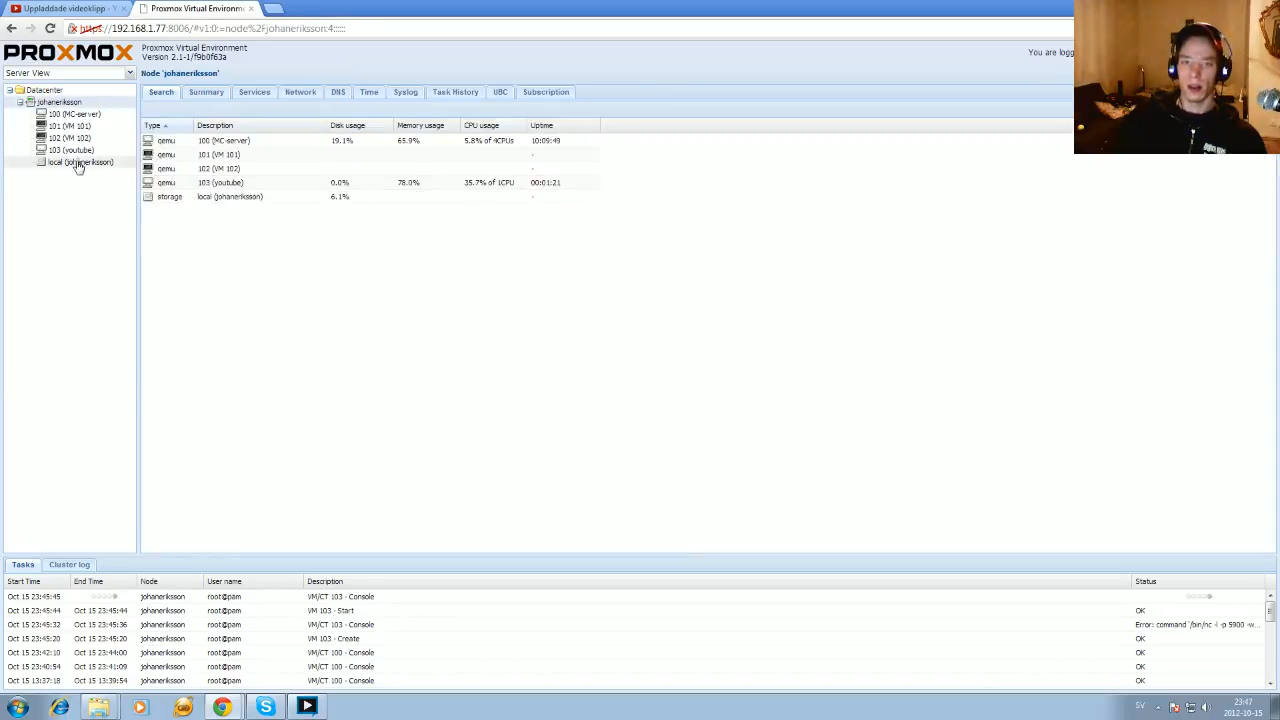 Uppladdade videoklipp - Y
Proxmox Virtual Environm
https://192.168.1.77:8006/#v1:0:=node%2Fjohaneriksson:4::::::
PROXMOX
Proxmox Virtual Environment
Version 2.1-1/f9b0f63a
You are logg
Server View
Node 'johaneriksson'
Datacenter
johaneriksson
100 (MC-server)
101 (VM 101)
102 (VM 102)
103 (youtube)
local (johaneriksson)
Search Summary Services Network DNS Time Syslog Task History UBC Subscription
Type Description Disk usage Memory usage CPU usage Uptime
qemu 100 (MC-server) 19.1% 65.9% 5.8% of 4CPUs 10:09:49
qemu 101 (VM 101) -
qemu 102 (VM 102) -
qemu 103 (youtube) 0.0% 78.0% 35.7% of 1CPU 00:01:21
storage local (johaneriksson) 6.1% -
Tasks Cluster log
Start Time End Time Node User name Description Status
Oct 15 23:45:45 johaneriksson root@pam VM/CT 103 - Console
Oct 15 23:45:44 Oct 15 23:45:44 johaneriksson root@pam VM 103 - Start OK
Oct 15 23:45:32 Oct 15 23:45:36 johaneriksson root@pam VM/CT 103 - Console Error: command '/bin/nc -l -p 5900 -w...
Oct 15 23:45:20 Oct 15 23:45:20 johaneriksson root@pam VM 103 - Create OK
Oct 15 23:42:10 Oct 15 23:44:00 johaneriksson root@pam VM/CT 100 - Console OK
Oct 15 23:40:54 Oct 15 23:41:09 johaneriksson root@pam VM/CT 100 - Console OK
Oct 15 13:37:18 Oct 15 13:39:54 johaneriksson root@pam VM/CT 100 - Console OK
SV
23:47
2012-10-15